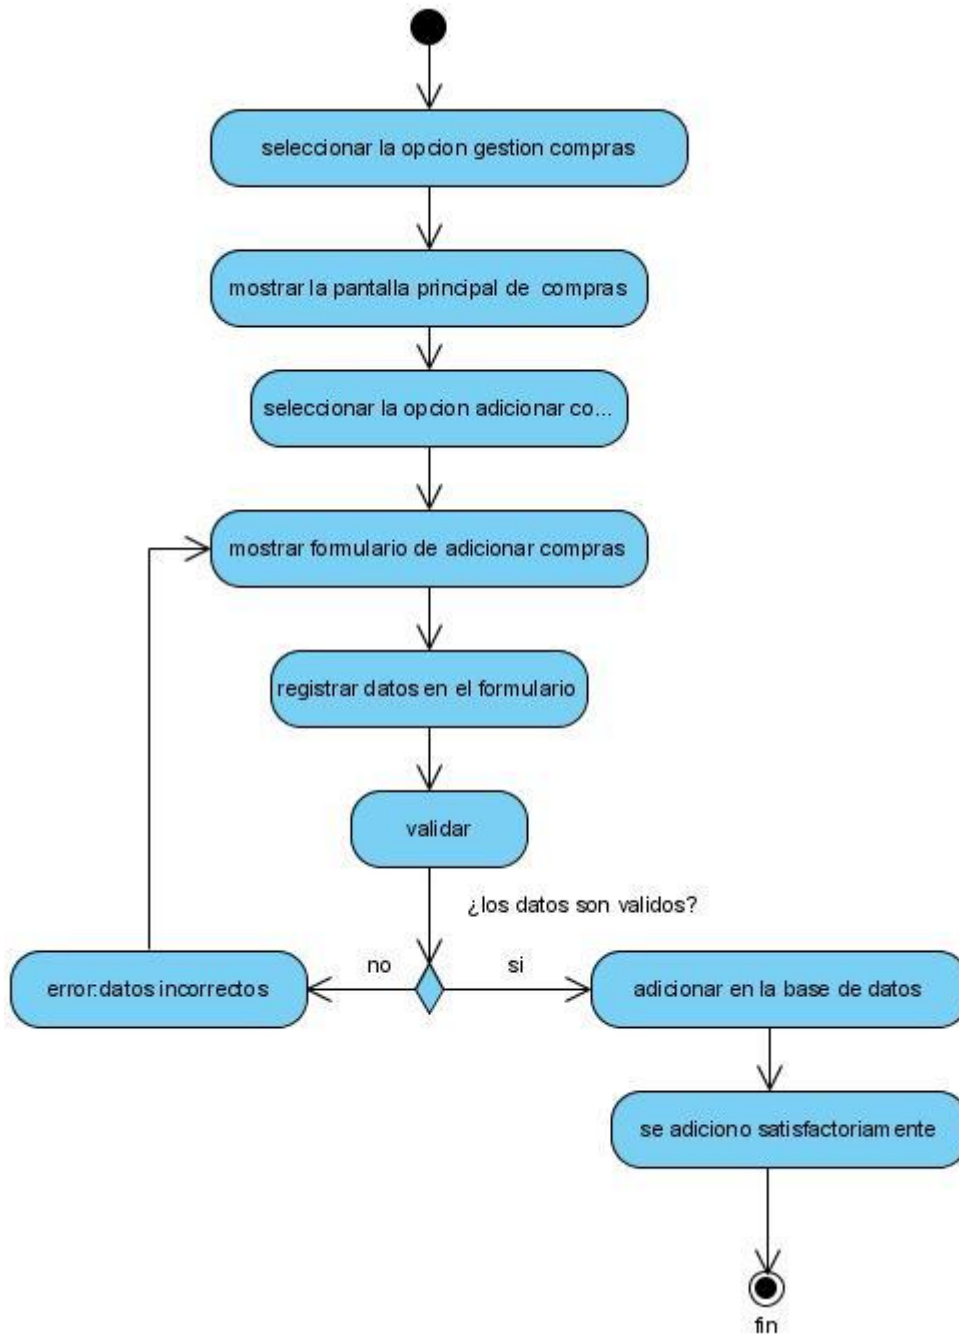 seleccionar la opcion gestion compras
mostrar la pantalla principal de compras
seleccionar la opcion adicionar co...
mostrar formulario de adicionar compras
registrar datos en el formulario
validar
¿los datos son validos?
no
si
error:datos incorrectos
adicionar en la base de datos
se adiciono satisfactoriamente
fin